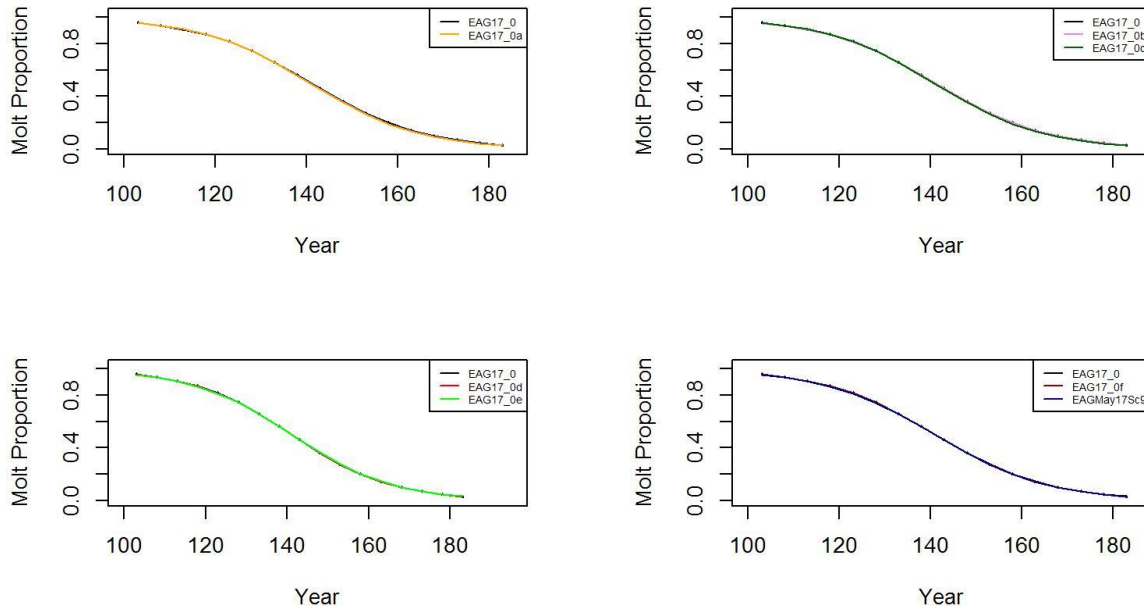 EAG17_0
EAG17_0a
Molt Proportion
0.0 0.4 0.8
100 120 140 160 180
Year
EAG17_0
EAG17_0b
Molt Proportion
0.0 0.4 0.8
100 120 140 160 180
Year
EAG17_0
EAG17_0d
EAG17_0e
Molt Proportion
0.0 0.4 0.8
100 120 140 160 180
Year
EAG17_0
EAG17_0f
EAGMay17Sc9
Molt Proportion
0.0 0.4 0.8
100 120 140 160 180
Year